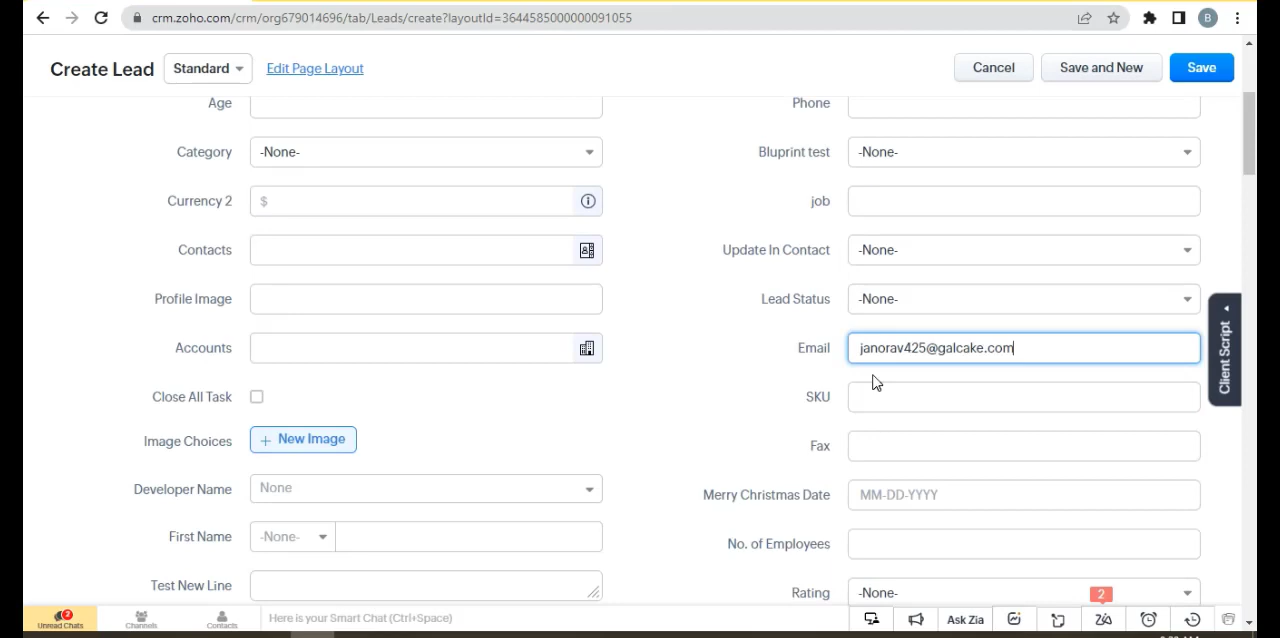 crm.zoho.com/crm/org679014696/tab/Leads/create?layoutId=3644585000000091055
B
Create Lead Standard Edit Page Layout Cancel Save and New Save
Age Phone
Category -None- Bluprint test -None-
Currency 2 $ job
Contacts Update In Contact -None-
Profile Image Lead Status -None-
Accounts Email janorav425@galcake.com
Client Script
Close All Task SKU
Image Choices + New Image Fax
Developer Name None Merry Christmas Date MM-DD-YYYY
First Name -None- No. of Employees
Test New Line Rating -None-
2
2
Unread Chats Channels Contacts Here is your Smart Chat (Ctrl+Space) Ask Zia